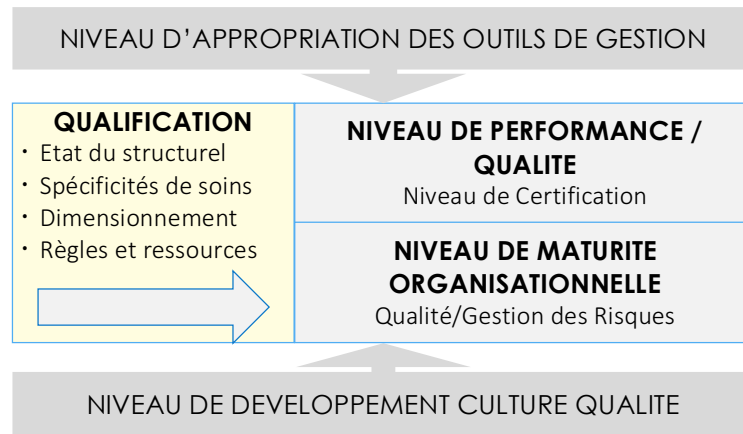 NIVEAU D’APPROPRIATION DES OUTILS DE GESTION
QUALIFICATION
· Etat du structurel
· Spécificités de soins
· Dimensionnement
· Règles et ressources
NIVEAU DE PERFORMANCE /
QUALITE
Niveau de Certification
NIVEAU DE MATURITE
ORGANISATIONNELLE
Qualité/Gestion des Risques
NIVEAU DE DEVELOPPEMENT CULTURE QUALITE